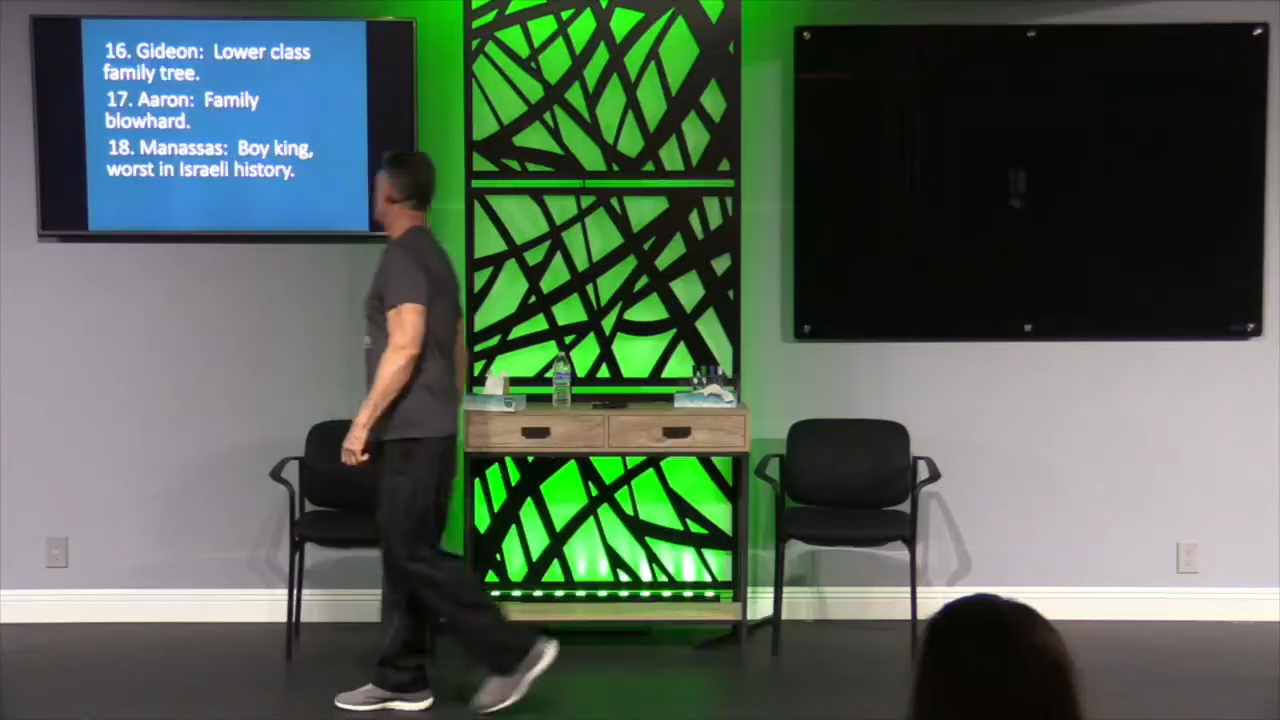 16. Gideon:  Lower class
family tree.
17. Aaron:  Family
blowhard.
18. Manassas:  Boy king,
worst in Israeli history.